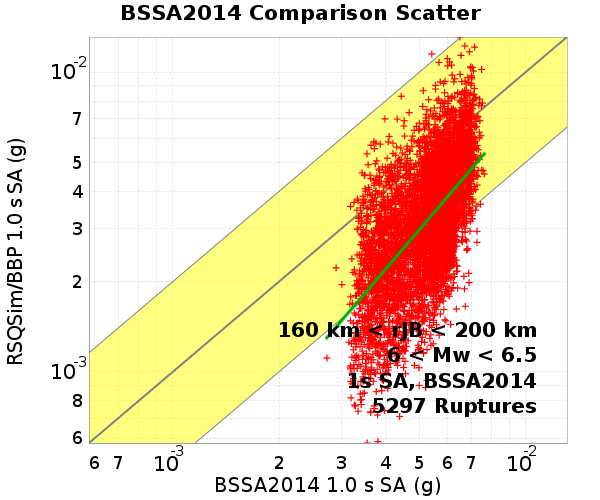 BSSA2014 Comparison Scatter
RSQSim/BBP 1.0 s SA (g)
10⁻²
7
5
4
3
2
10⁻³
8
6
160 km < rJB < 200 km
6 < Mw < 6.5
1s SA, BSSA2014
5297 Ruptures
6 7 10⁻³ 2 3 4 5 6 7 10⁻²
BSSA2014 1.0 s SA (g)